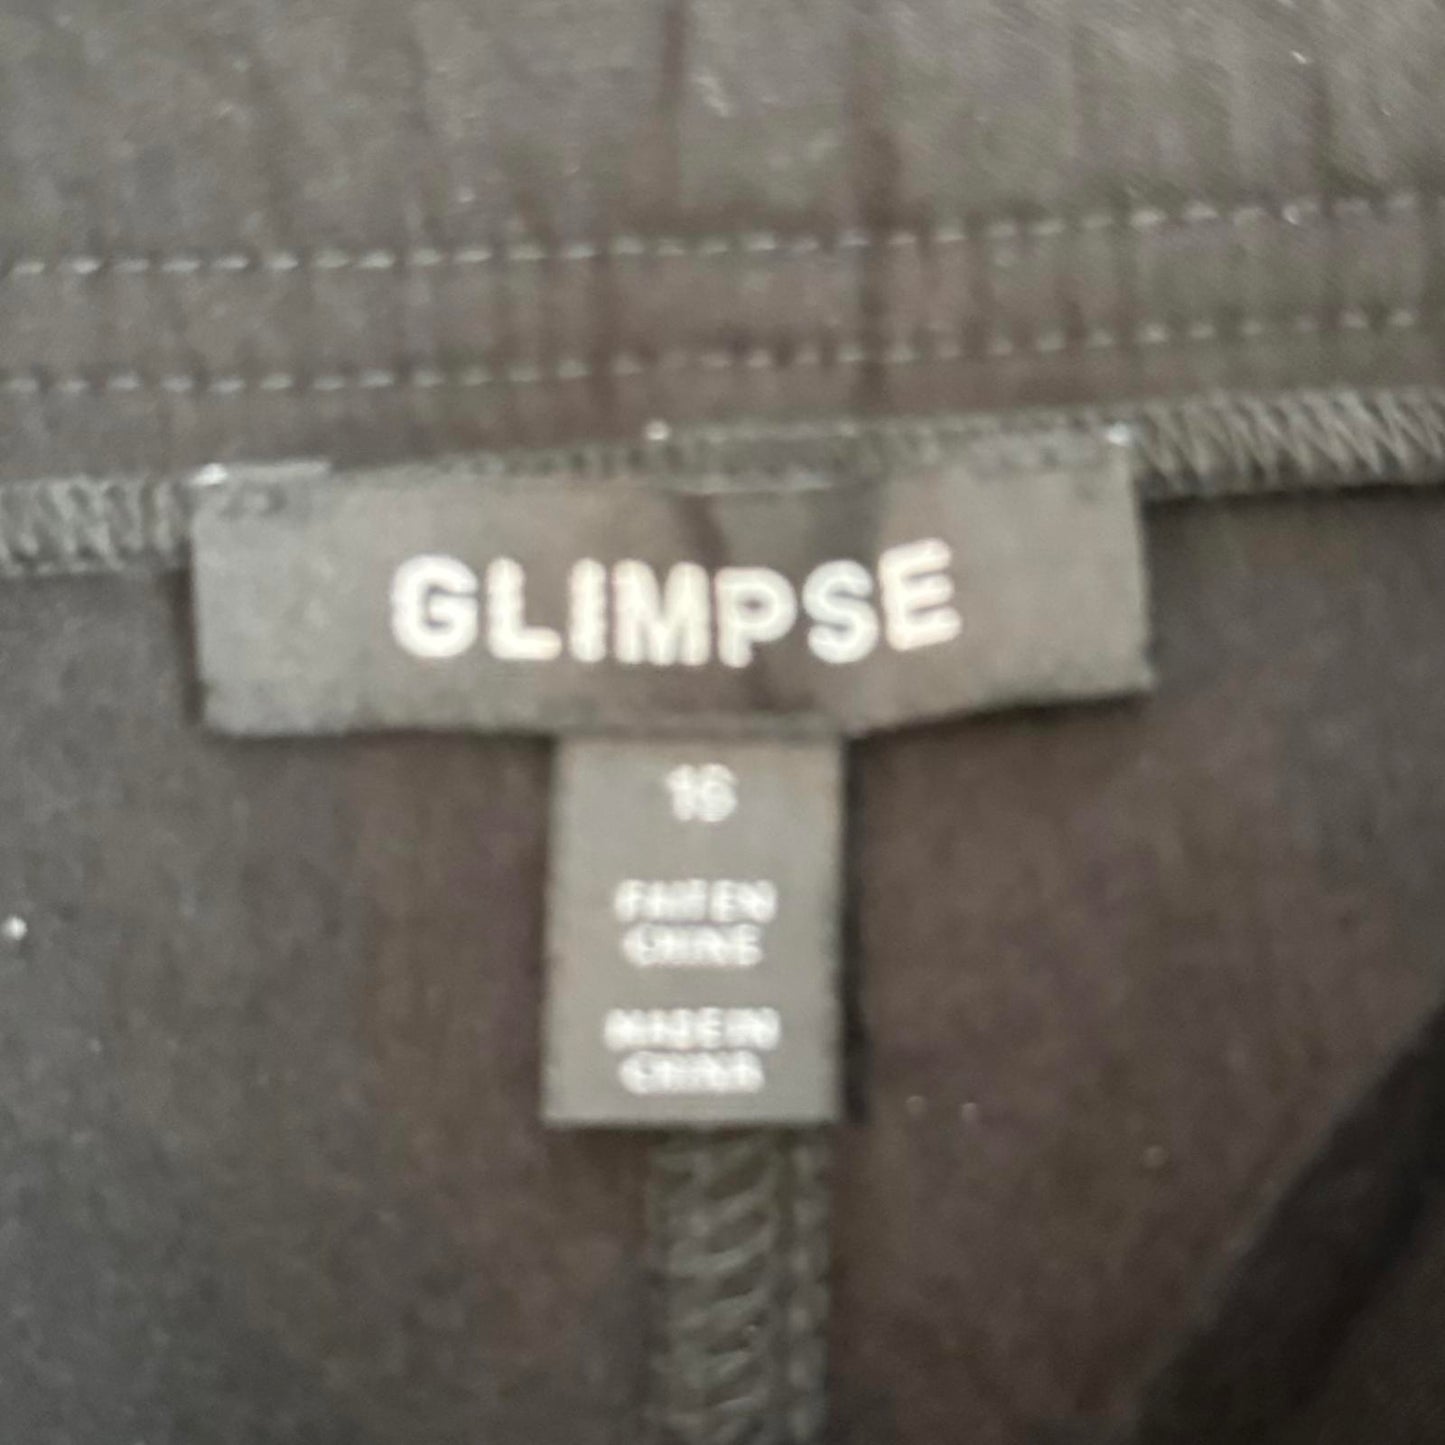 GLIMPSE
16
FAIT EN
CHINE
MADE IN
CHINA